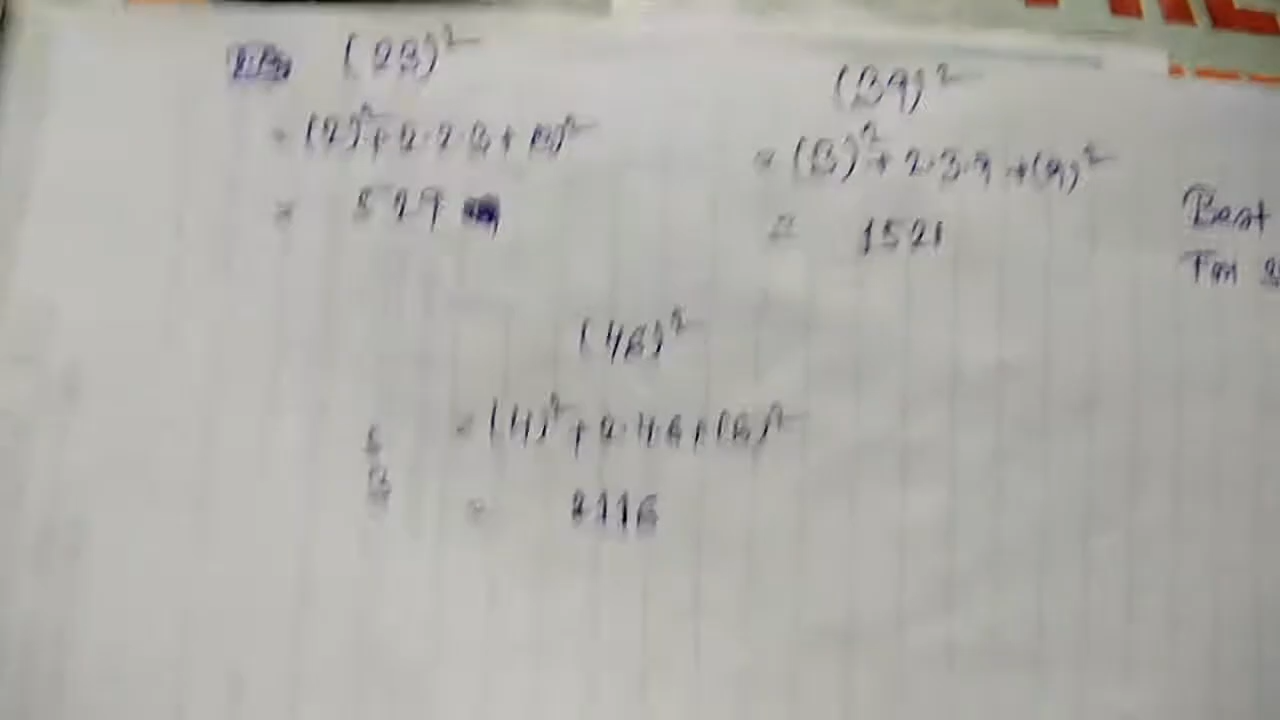 (23)²
= (2)² + 2·2·3 + (3)²
= 529
(39)²
= (3)² + 2·3·9 + (9)²
= 1521
Best
For
(46)²
= (4)² + 2·4·6 + (6)²
= 2116